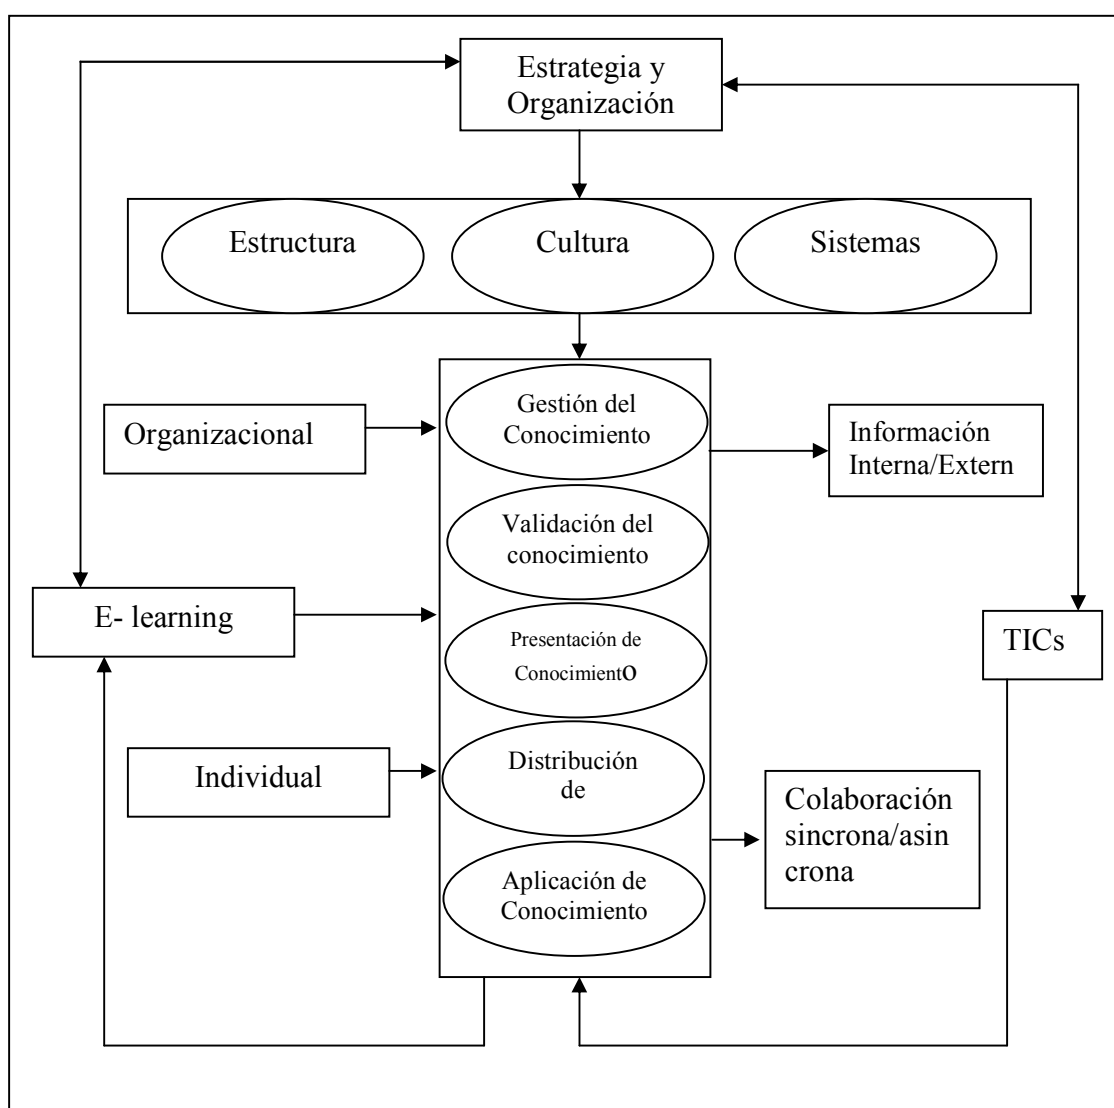 Estrategia y
Organización
Estructura
Cultura
Sistemas
Gestión del
Conocimiento
Organizacional
Información
Interna/Extern
Validación del
conocimiento
E- learning
Presentación de
Conocimiento
TICs
Individual
Distribución
de
Colaboración
sincrona/asin
crona
Aplicación de
Conocimiento